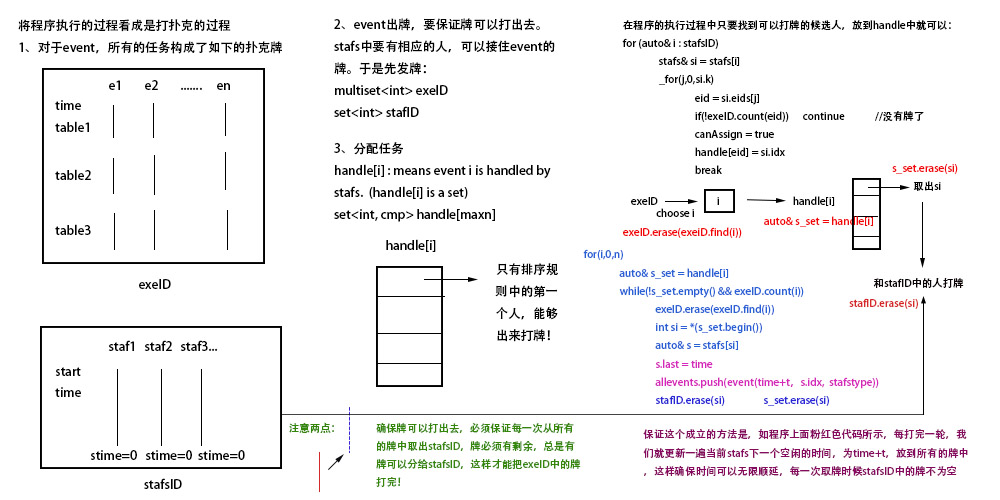 将程序执行的过程看成是打扑克的过程
1、对于event，所有的任务构成了如下的扑克牌
e1 e2 ....... en
time
table1
table2
table3
exeID
staf1 staf2 staf3...
start
time
stime=0 stime=0 stime=0
stafsID
2、event出牌，要保证牌可以打出去。
stafs中要有相应的人，可以接住event的
牌。于是先发牌：
multiset<int> exeID
set<int> stafID
3、分配任务
handle[i] : means event i is handled by
stafs. (handle[i] is a set)
set<int, cmp> handle[maxn]
handle[i]
只有排序规
则中的第一
个人，能够
出来打牌！
注意两点：
确保牌可以打出去，必须保证每一次从所有
的牌中取出stafsID，牌必须有剩余，总是有
牌可以分给stafsID，这样才能把exeID中的牌
打完！
在程序的执行过程中只要找到可以打牌的候选人，放到handle中就可以：
for (auto& i : stafsID)
stafs& si = stafs[i]
_for(j,0,si.k)
eid = si.eids[j]
if(!exeID.count(eid)) continue //没有牌了
canAssign = true
handle[eid] = si.idx
break
s_set.erase(si)
exeID
choose i
i
handle[i]
取出si
exeID.erase(exeiD.find(i))
auto& s_set = handle[i]
for(i,0,n)
auto& s_set = handle[i]
while(!s_set.empty() && exeID.count(i))
exeID.erase(exeID.find(i))
int si = *(s_set.begin())
auto& s = stafs[si]
s.last = time
allevents.push(event(time+t, s.idx, stafstype))
stafID.erase(si) s_set.erase(si)
和stafID中的人打牌
stafID.erase(si)
保证这个成立的方法是，如程序上面粉红色代码所示，每打完一轮，我
们就更新一遍当前stafs下一个空闲的时间，为time+t，放到所有的牌中
，这样确保时间可以无限顺延，每一次取牌时候stafsID中的牌不为空